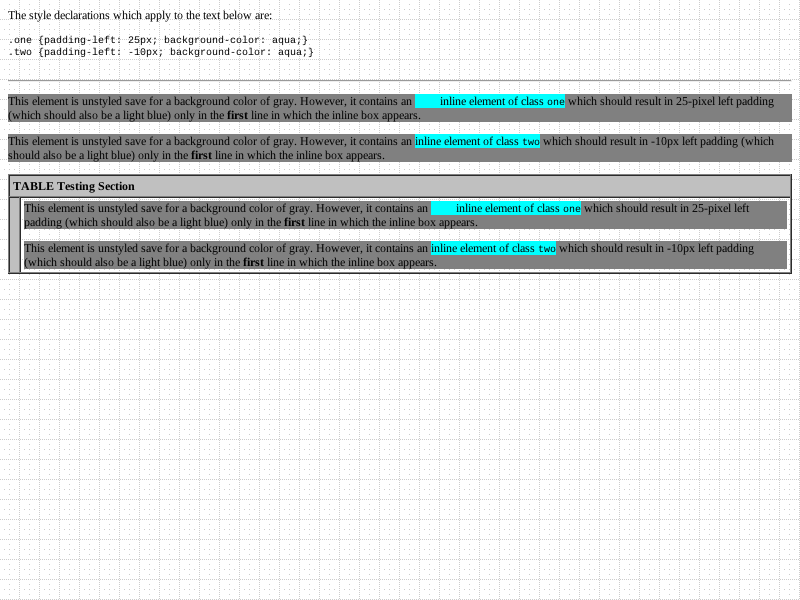 The style declarations which apply to the text below are:
.one {padding-left: 25px; background-color: aqua;}
.two {padding-left: -10px; background-color: aqua;}
This element is unstyled save for a background color of gray. However, it contains an inline element of class one which should result in 25-pixel left padding
(which should also be a light blue) only in the first line in which the inline box appears.
This element is unstyled save for a background color of gray. However, it contains an inline element of class two which should result in -10px left padding (which
should also be a light blue) only in the first line in which the inline box appears.
TABLE Testing Section
This element is unstyled save for a background color of gray. However, it contains an inline element of class one which should result in 25-pixel left
padding (which should also be a light blue) only in the first line in which the inline box appears.
This element is unstyled save for a background color of gray. However, it contains an inline element of class two which should result in -10px left padding
(which should also be a light blue) only in the first line in which the inline box appears.